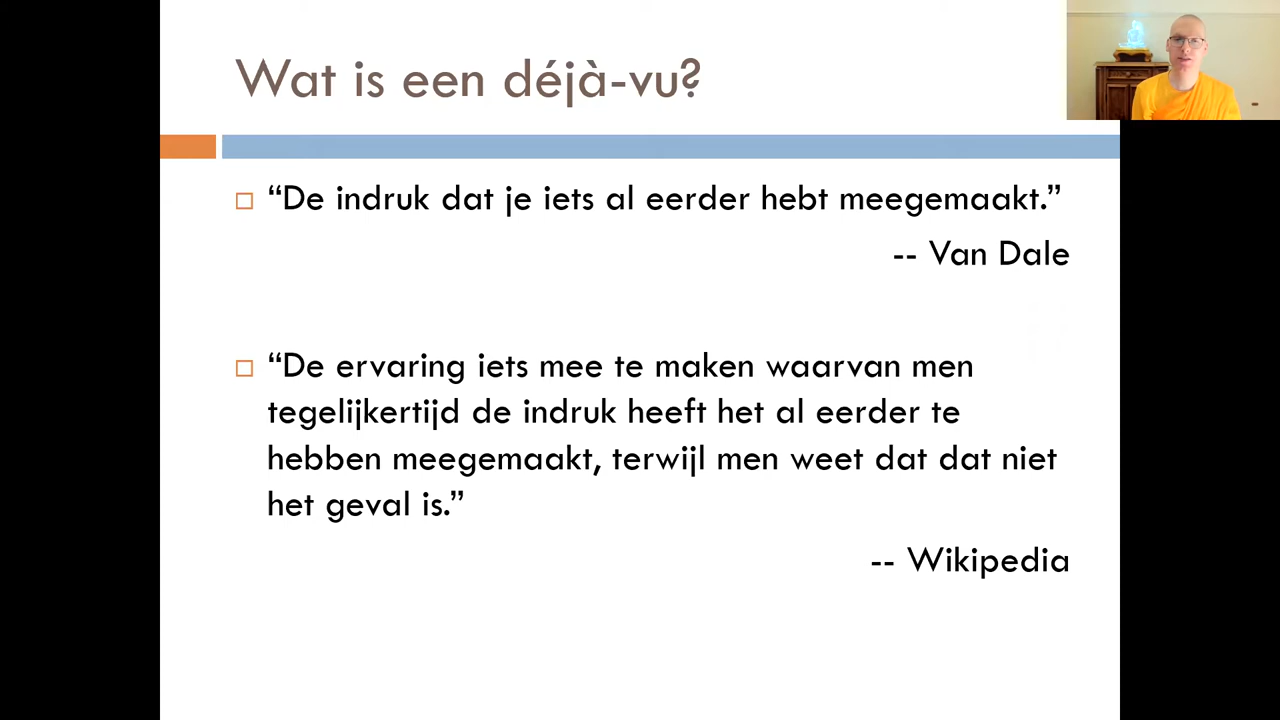 Wat is een déjà-vu?
“De indruk dat je iets al eerder hebt meegemaakt.”
-- Van Dale
“De ervaring iets mee te maken waarvan men
tegelijkertijd de indruk heeft het al eerder te
hebben meegemaakt, terwijl men weet dat dat niet
het geval is.”
-- Wikipedia